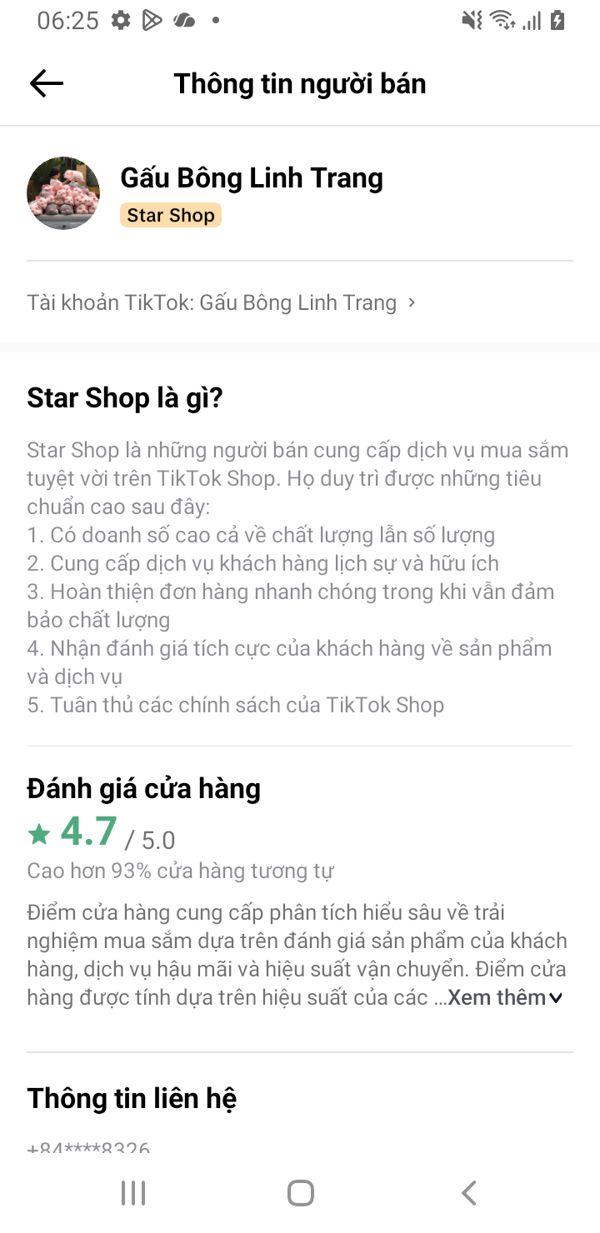 06:25
Thông tin người bán
Gấu Bông Linh Trang
Star Shop
Tài khoản TikTok: Gấu Bông Linh Trang
Star Shop là gì?
Star Shop là những người bán cung cấp dịch vụ mua sắm
tuyệt vời trên TikTok Shop. Họ duy trì được những tiêu
chuẩn cao sau đây:
1. Có doanh số cao cả về chất lượng lẫn số lượng
2. Cung cấp dịch vụ khách hàng lịch sự và hữu ích
3. Hoàn thiện đơn hàng nhanh chóng trong khi vẫn đảm
bảo chất lượng
4. Nhận đánh giá tích cực của khách hàng về sản phẩm
và dịch vụ
5. Tuân thủ các chính sách của TikTok Shop
Đánh giá cửa hàng
4.7 / 5.0
Cao hơn 93% cửa hàng tương tự
Điểm cửa hàng cung cấp phân tích hiểu sâu về trải
nghiệm mua sắm dựa trên đánh giá sản phẩm của khách
hàng, dịch vụ hậu mãi và hiệu suất vận chuyển. Điểm cửa
hàng được tính dựa trên hiệu suất của các ...Xem thêm
Thông tin liên hệ
+84****8326